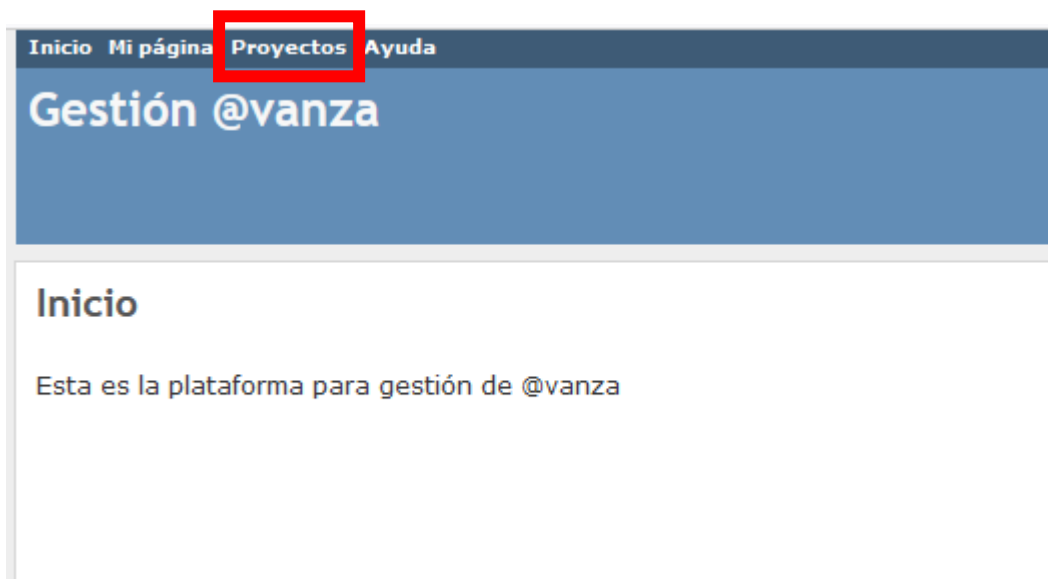 Inicio Mi página Proyectos Ayuda
Gestión @vanza
Inicio
Esta es la plataforma para gestión de @vanza